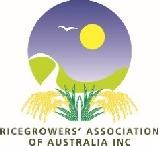 RICEGROWERS' ASSOCIATION
OF AUSTRALIA INC